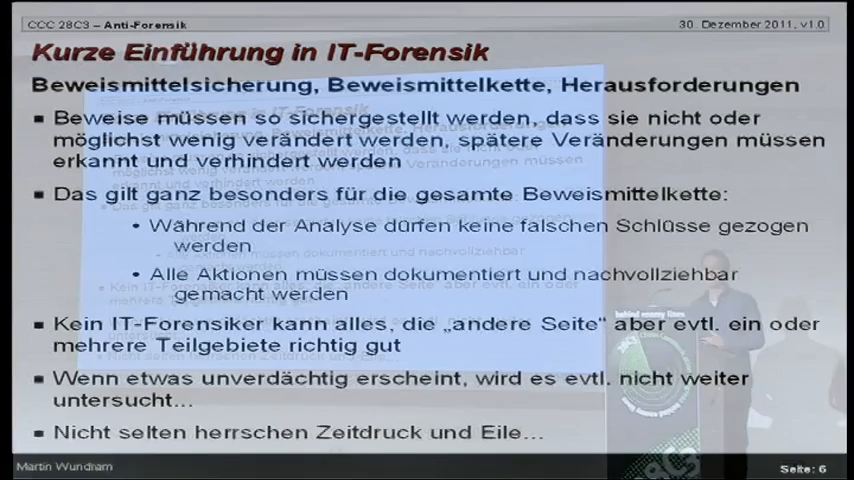 CCC 28C3 – Anti-Forensik
30. Dezember 2011, v1.0
Kurze Einführung in IT-Forensik
Beweismittelsicherung, Beweismittelkette, Herausforderungen
Beweise müssen so sichergestellt werden, dass sie nicht oder
möglichst wenig verändert werden, spätere Veränderungen müssen
erkannt und verhindert werden
Das gilt ganz besonders für die gesamte Beweismittelkette:
Während der Analyse dürfen keine falschen Schlüsse gezogen
werden
Alle Aktionen müssen dokumentiert und nachvollziehbar
gemacht werden
Kein IT-Forensiker kann alles, die „andere Seite“ aber evtl. ein oder
mehrere Teilgebiete richtig gut
Wenn etwas unverdächtig erscheint, wird es evtl. nicht weiter
untersucht...
Nicht selten herrschen Zeitdruck und Eile...
behind enemy lines
28C3
Martin Wundram
Seite: 6